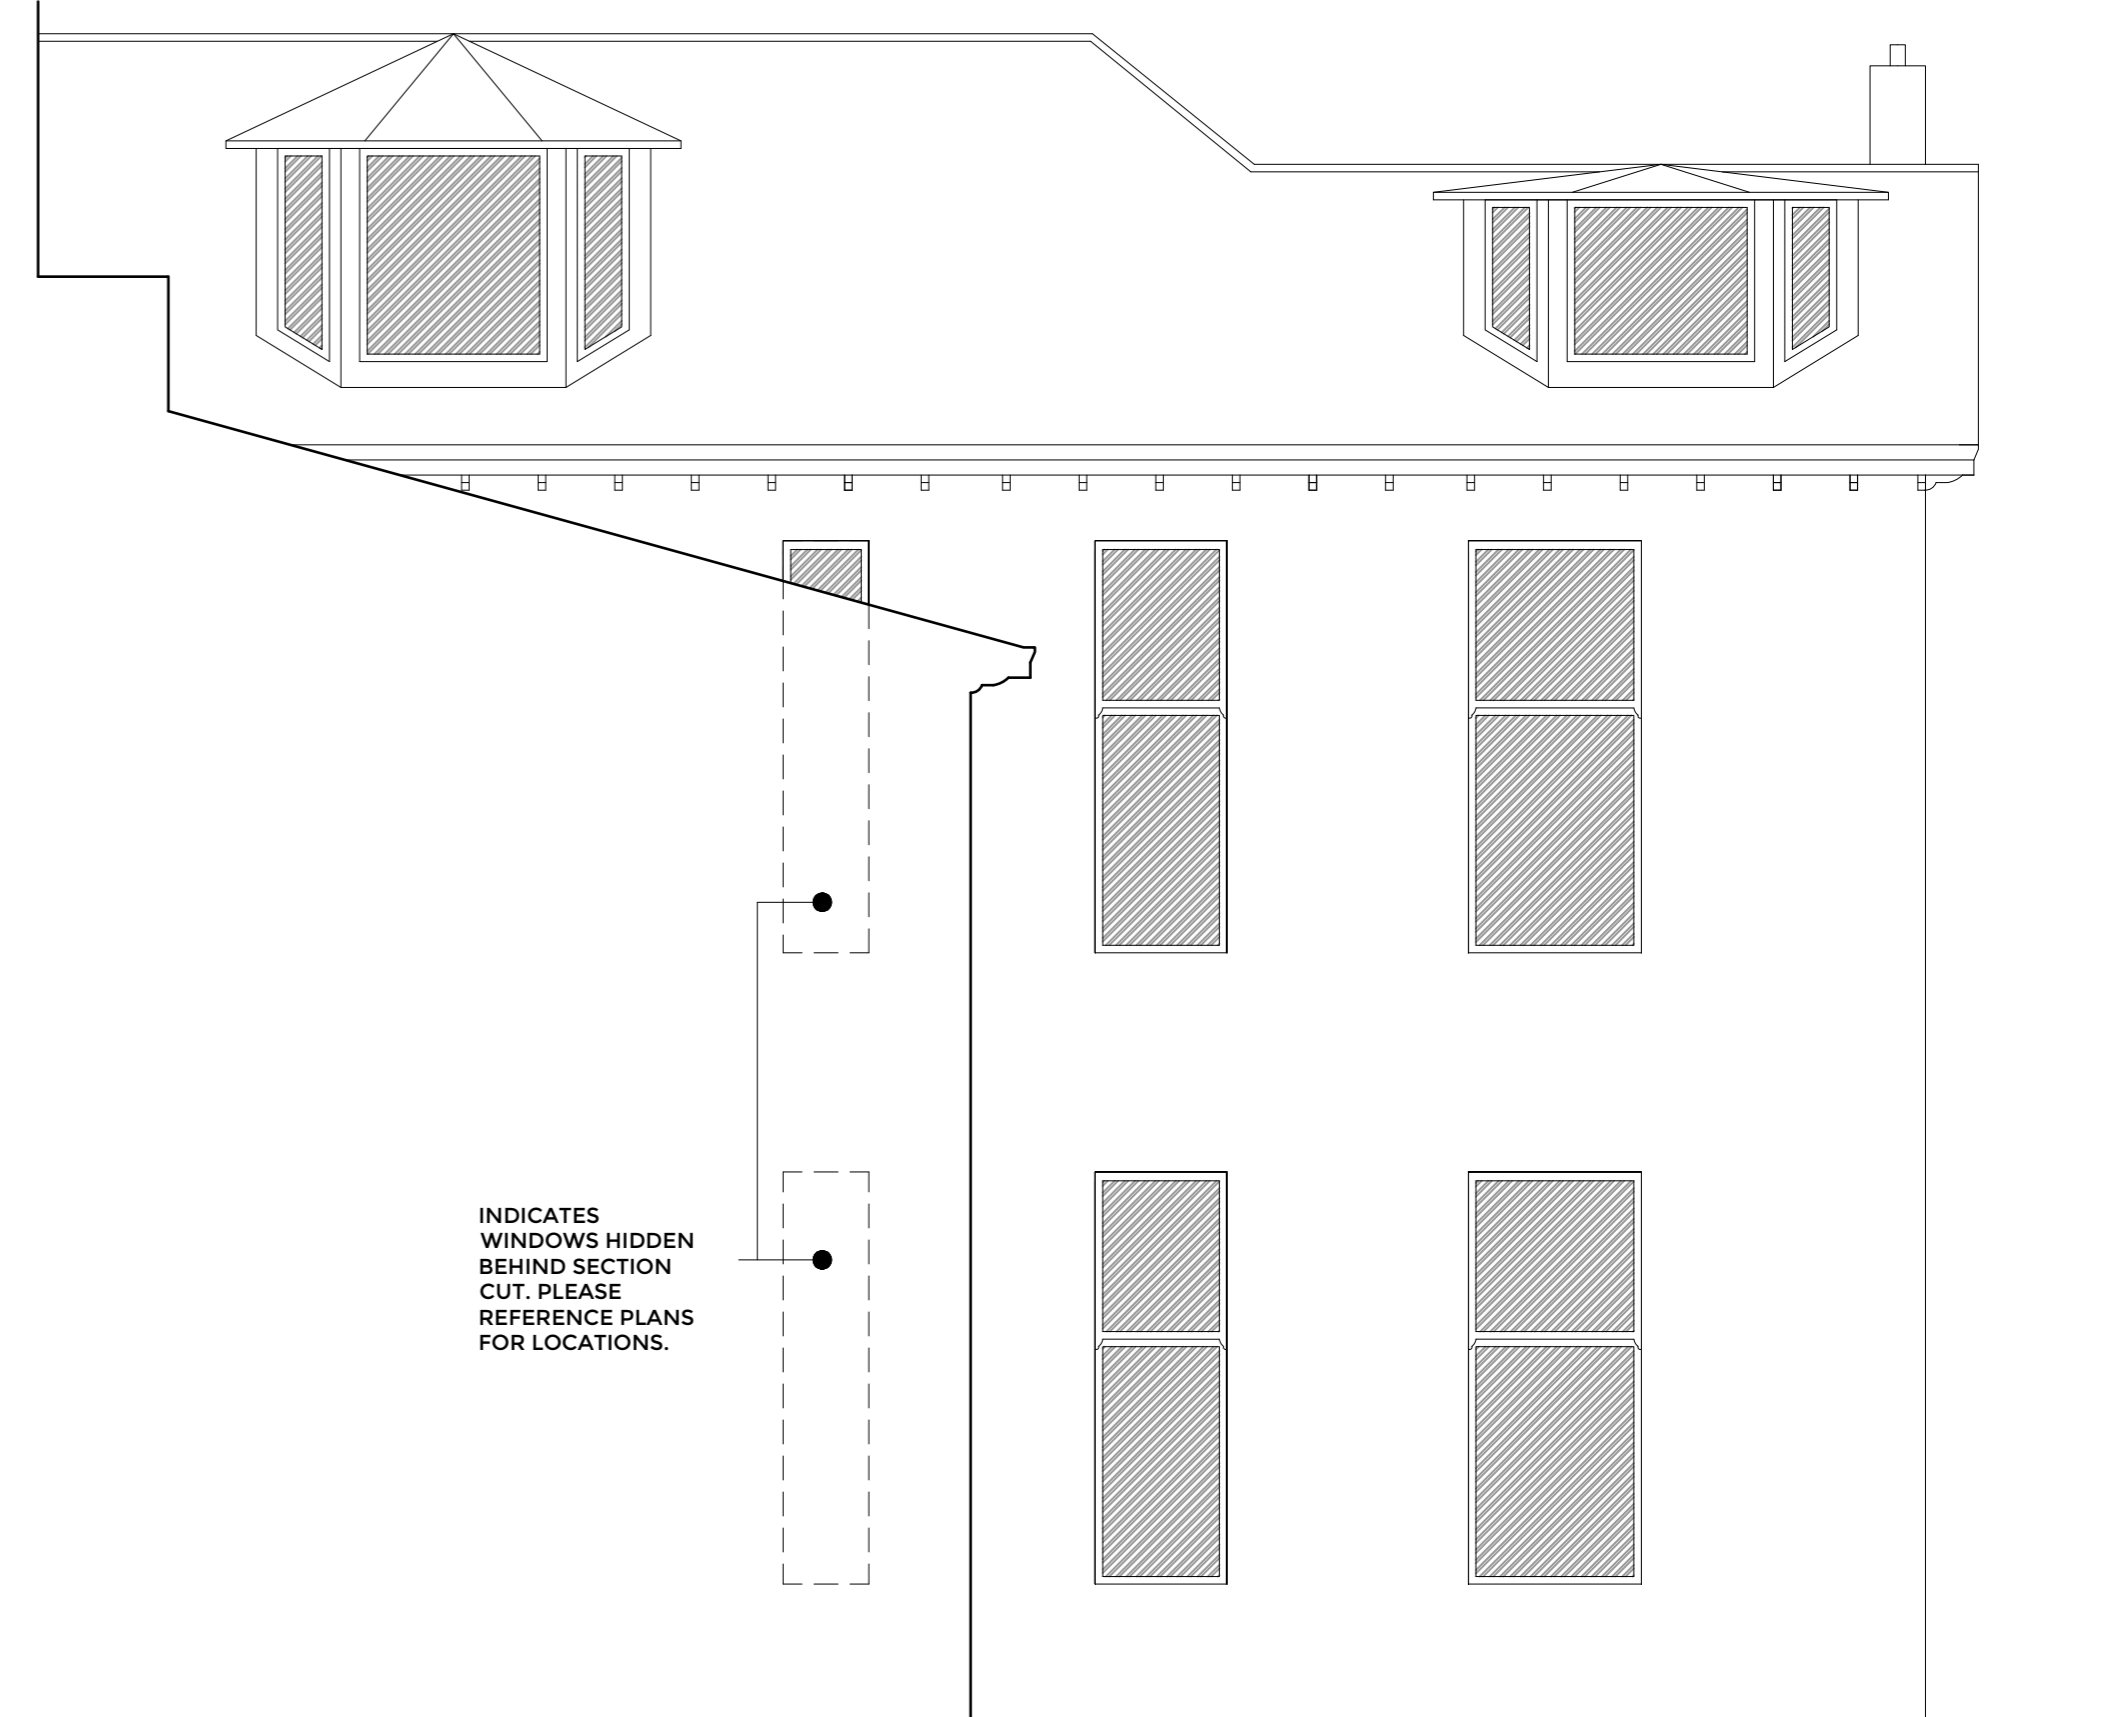 INDICATES
WINDOWS HIDDEN
BEHIND SECTION
CUT. PLEASE
REFERENCE PLANS
FOR LOCATIONS.